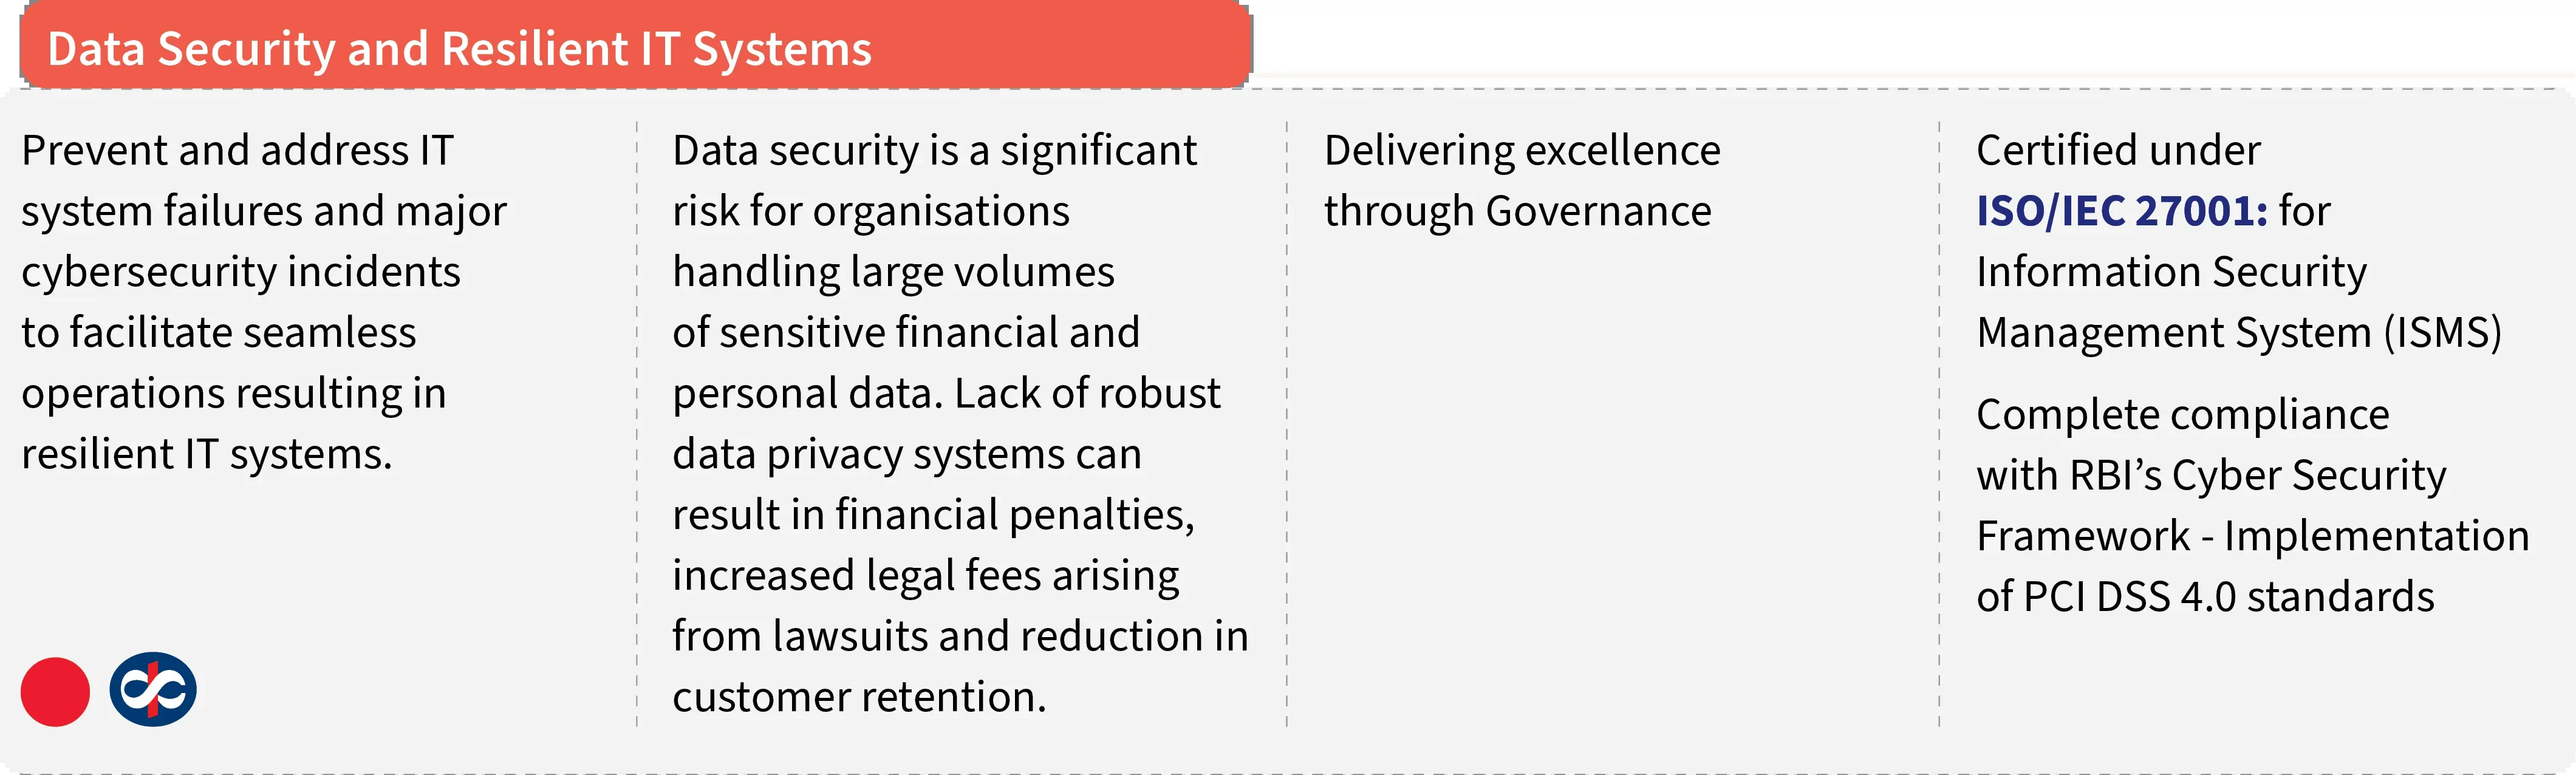 Data Security and Resilient IT Systems
Prevent and address IT
system failures and major
cybersecurity incidents
to facilitate seamless
operations resulting in
resilient IT systems.
Data security is a significant
risk for organisations
handling large volumes
of sensitive financial and
personal data. Lack of robust
data privacy systems can
result in financial penalties,
increased legal fees arising
from lawsuits and reduction in
customer retention.
Delivering excellence
through Governance
Certified under
ISO/IEC 27001: for
Information Security
Management System (ISMS)
Complete compliance
with RBI’s Cyber Security
Framework - Implementation
of PCI DSS 4.0 standards